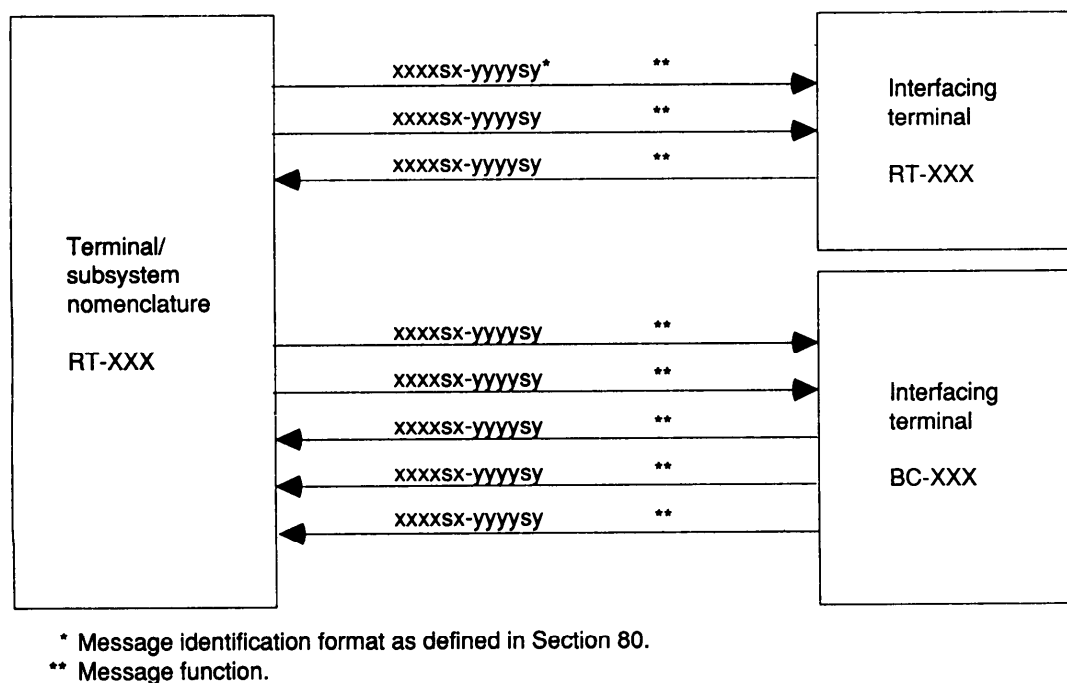 xxxxsx-yyyysy* **
xxxxsx-yyyysy **
xxxxsx-yyyysy **
Interfacing
terminal
RT-XXX
Terminal/
subsystem
nomenclature
RT-XXX
xxxxsx-yyyysy **
xxxxsx-yyyysy **
xxxxsx-yyyysy **
xxxxsx-yyyysy **
xxxxsx-yyyysy **
Interfacing
terminal
BC-XXX
* Message identification format as defined in Section 80.
** Message function.